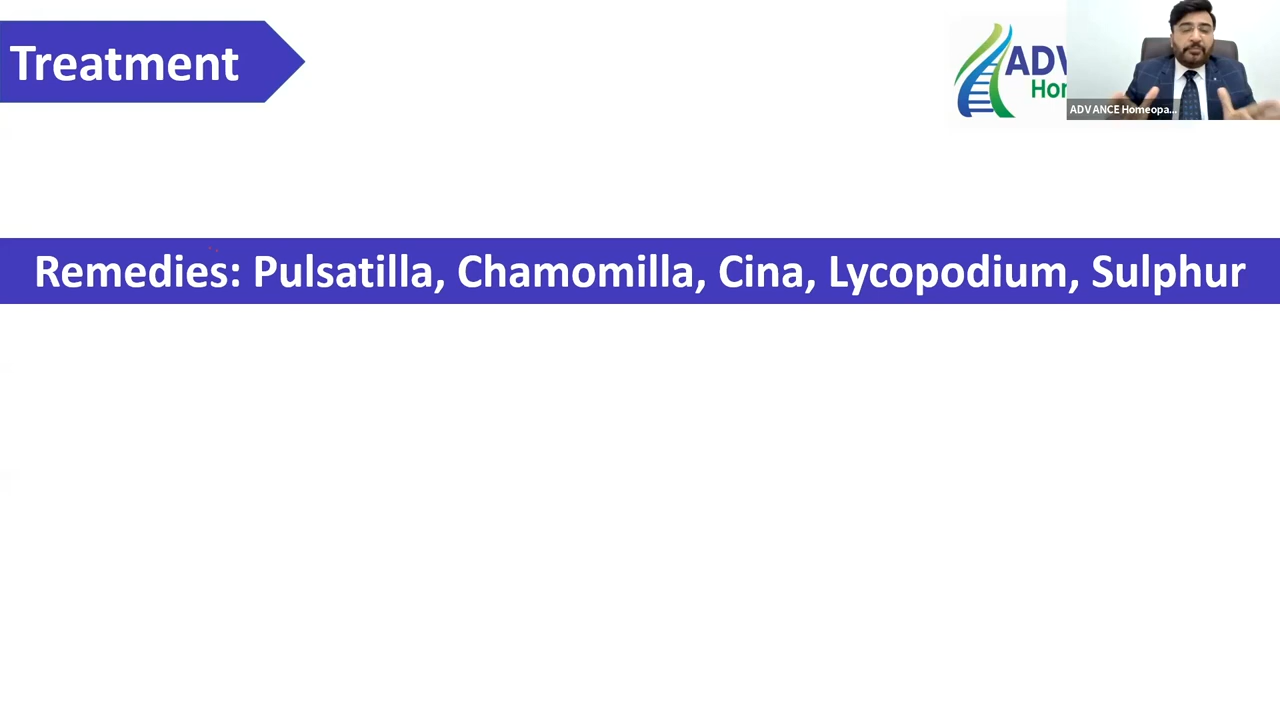 Treatment
ADV
Hor
ADVANCE Homeopa...
Remedies: Pulsatilla, Chamomilla, Cina, Lycopodium, Sulphur